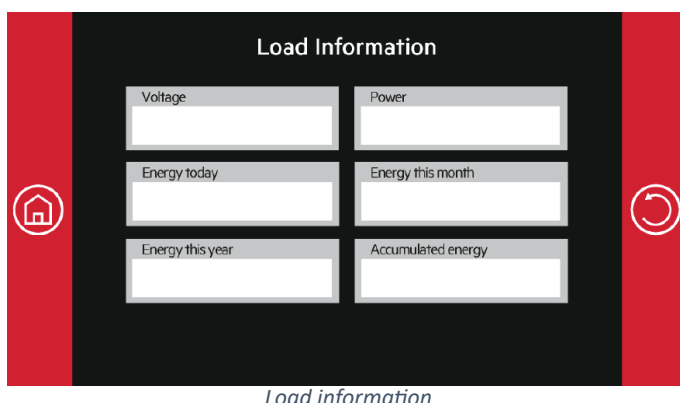 Load Information
Voltage
Power
Energy today
Energy this month
Energy this year
Accumulated energy
Load information